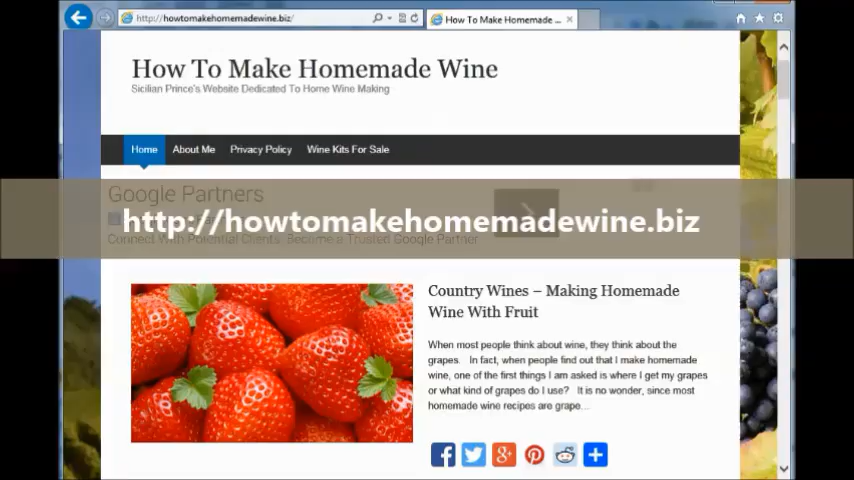 http://howtomakehomemadewine.biz/
How To Make Homemade ...
How To Make Homemade Wine
Sicilian Prince's Website Dedicated To Home Wine Making
Home About Me Privacy Policy Wine Kits For Sale
Google Partners
http://howtomakehomemadewine.biz
Connect With Potential Clients. Become a Trusted Google Partner
Country Wines – Making Homemade
Wine With Fruit
When most people think about wine, they think about the
grapes. In fact, when people find out that I make homemade
wine, one of the first things I am asked is where I get my grapes
or what kind of grapes do I use? It is no wonder, since most
homemade wine recipes are grape...